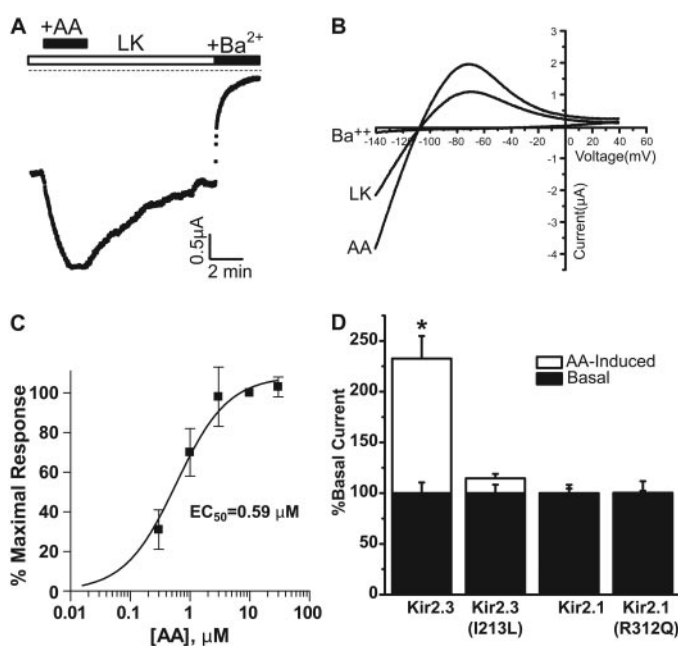 A
+AA
LK
+Ba2+
0.5µA
2 min
B
3
2
1
-1
-2
-3
-4
-140 -120 -100 -80 -60 -40 -20 0 20 40 60
Voltage(mV)
Current(µA)
Ba++
LK
AA
C
% Maximal Response
100
80
60
40
20
0
EC50=0.59 µM
0.01 0.1 1 10 100
[AA], µM
D
*
AA-Induced
Basal
%Basal Current
250
200
150
100
50
0
Kir2.3 Kir2.3 Kir2.1 Kir2.1
(I213L) (R312Q)